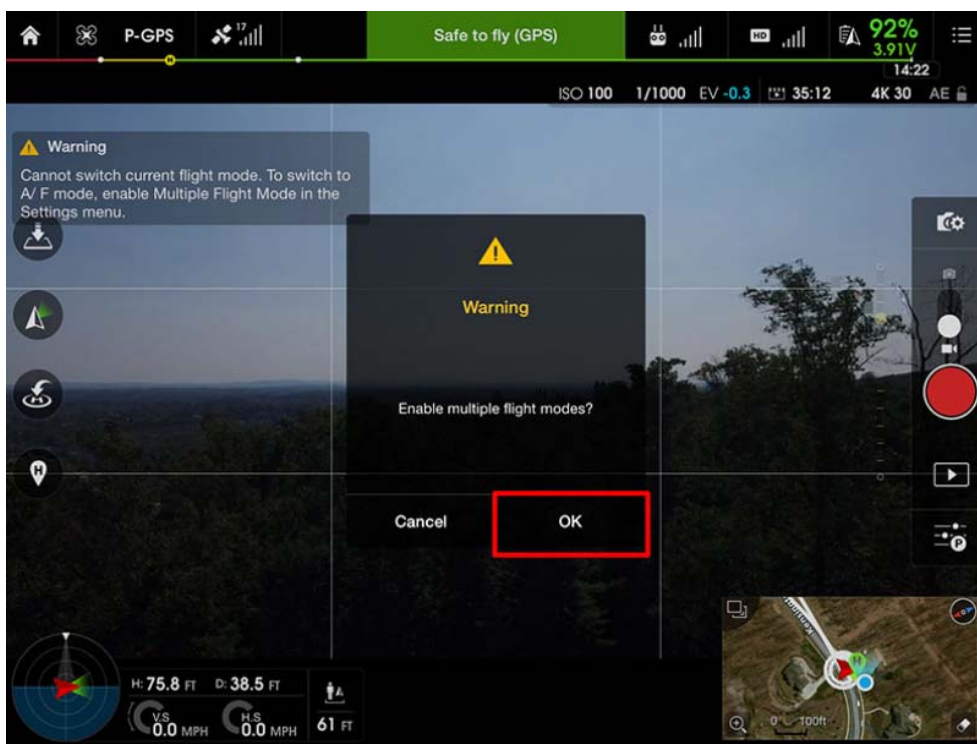 P-GPS
17
Safe to fly (GPS)
HD
92%
3.91V
14:22
ISO 100 1/1000 EV -0.3 35:12 4K 30 AE
Warning
Cannot switch current flight mode. To switch to
A/ F mode, enable Multiple Flight Mode in the
Settings menu.
Warning
Enable multiple flight modes?
Cancel OK
H
P
H: 75.8 FT D: 38.5 FT
V.S 0.0 MPH H.S 0.0 MPH 61 FT
H
0 100ft